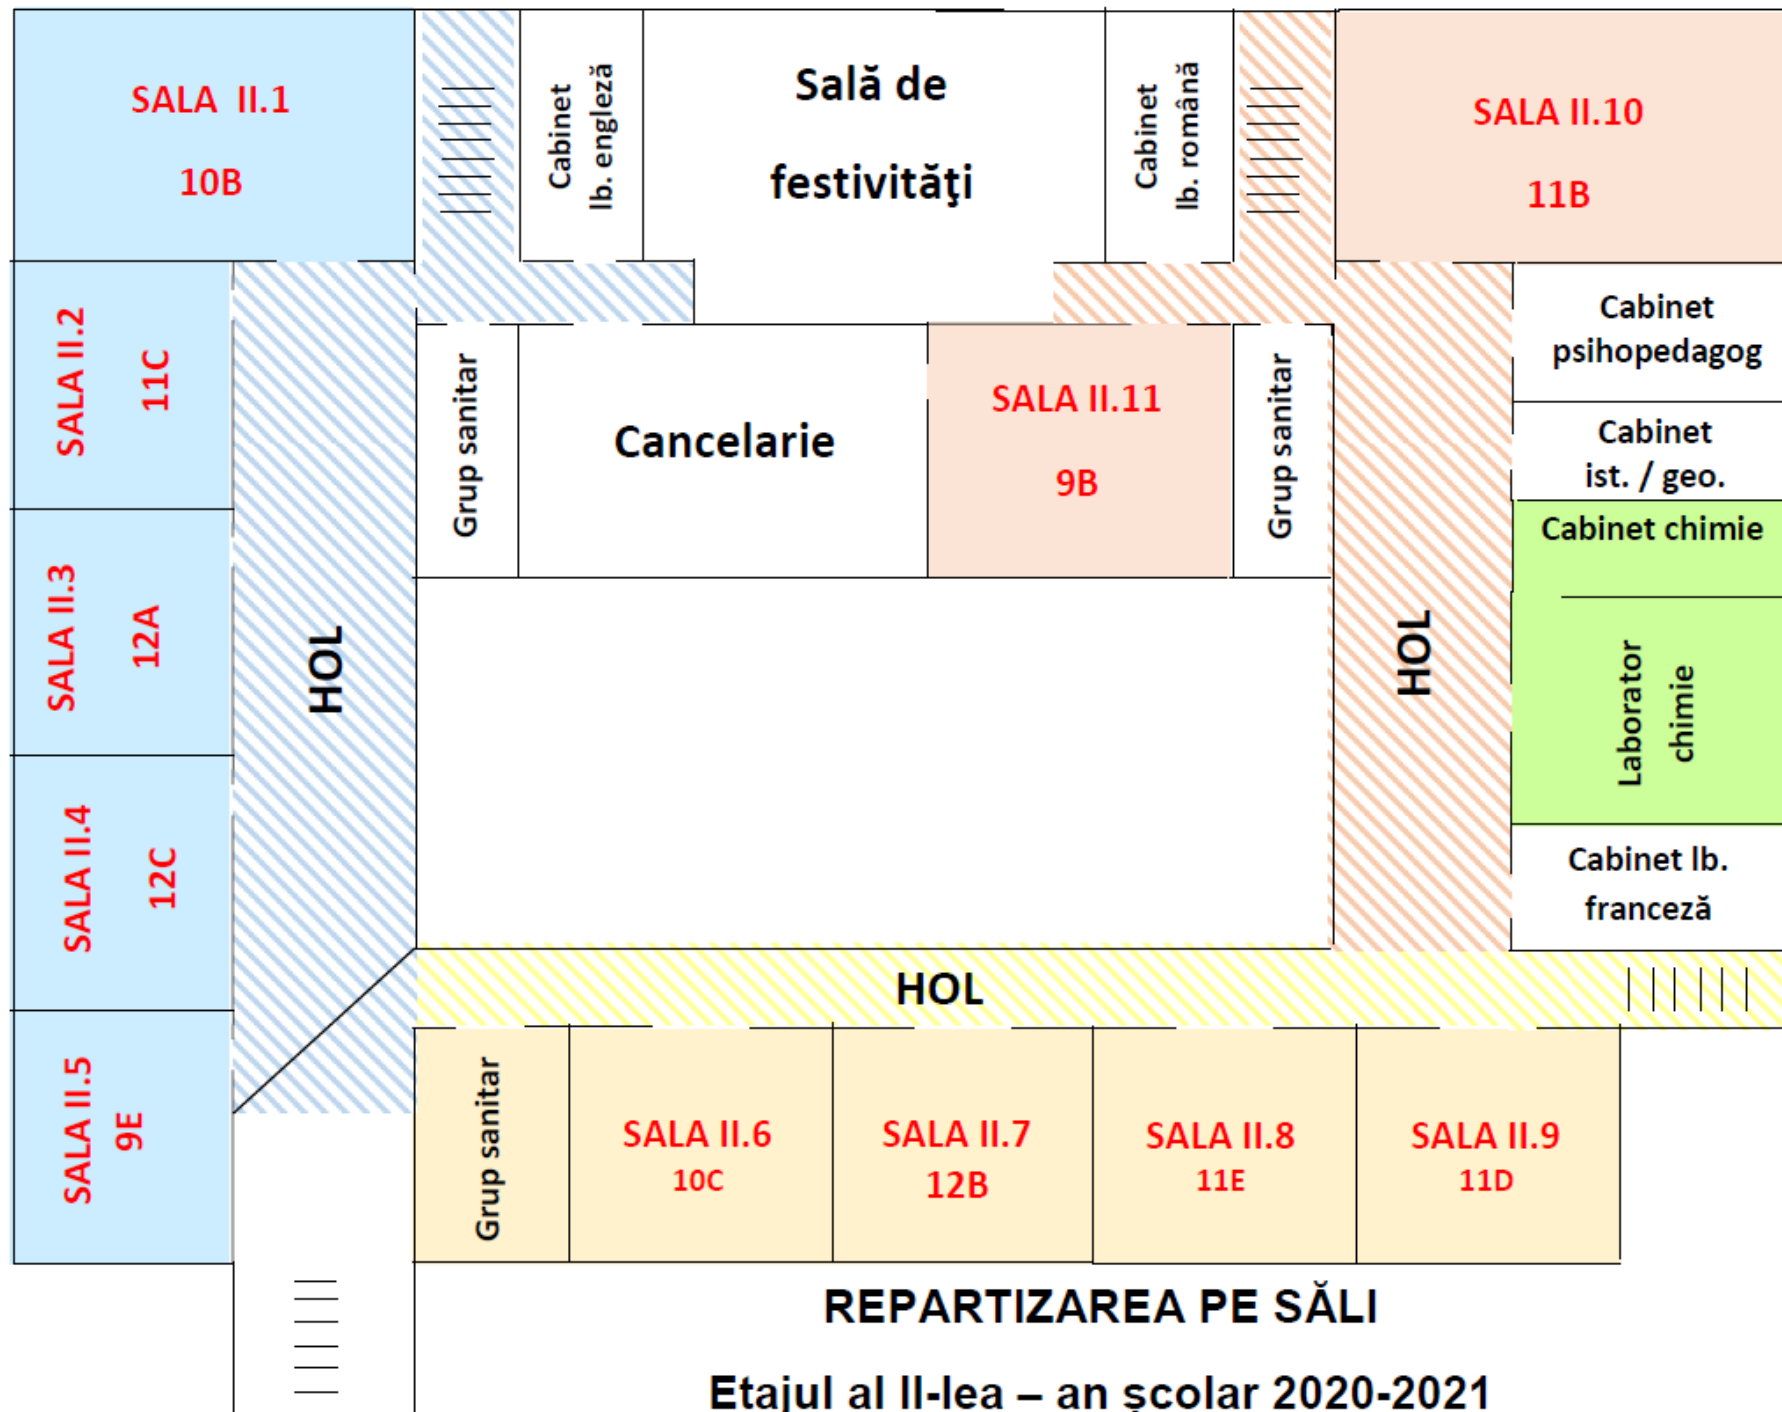 SALA II.1
10B
Cabinet
lb. engleză
Sală de
festivităţi
Cabinet
lb. română
SALA II.10
11B
SALA II.2
11C
Grup sanitar
Cancelarie
SALA II.11
9B
Grup sanitar
Cabinet
psihopedagog
Cabinet
ist. / geo.
Cabinet chimie
SALA II.3
12A
HOL
HOL
Laborator
chimie
SALA II.4
12C
Cabinet lb.
franceză
HOL
SALA II.5
9E
Grup sanitar
SALA II.6
10C
SALA II.7
12B
SALA II.8
11E
SALA II.9
11D
REPARTIZAREA PE SĂLI
Etajul al II-lea – an școlar 2020-2021